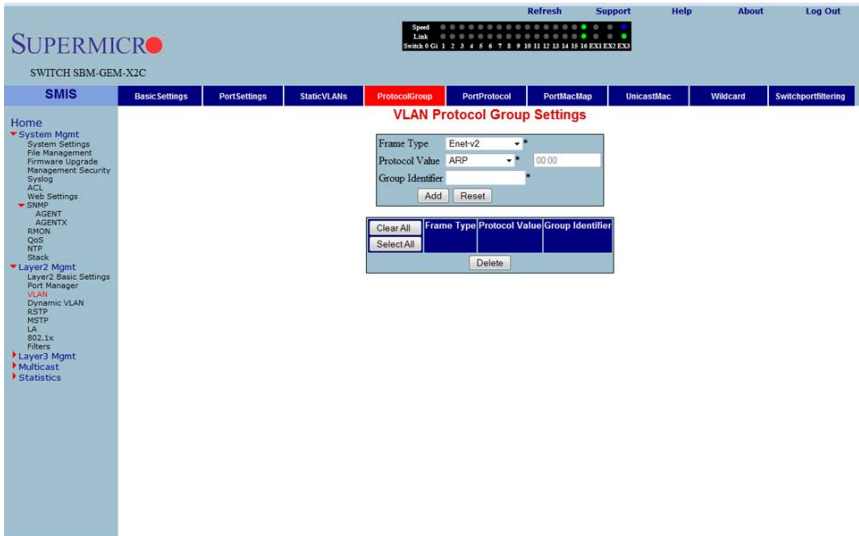 Refresh Support Help About Log Out
SUPERMICRO
Speed
Link
Switch 0 Gi 1 2 3 4 5 6 7 8 9 10 11 12 13 14 15 16 EX1 EX2 EX3
SWITCH SBM-GEM-X2C
SMIS BasicSettings PortSettings StaticVLANs ProtocolGroup PortProtocol PortMacMap UnicastMac Wildcard Switchportfiltering
VLAN Protocol Group Settings
Home
System Mgmt
System Settings
File Management
Firmware Upgrade
Management Security
Syslog
ACL
Web Settings
SNMP
AGENT
AGENTX
RMON
QoS
NTP
Stack
Layer2 Mgmt
Layer2 Basic Settings
Port Manager
VLAN
Dynamic VLAN
RSTP
MSTP
LA
802.1x
Filters
Layer3 Mgmt
Multicast
Statistics
Frame Type Enet-v2 *
Protocol Value ARP * 00:00
Group Identifier *
Add Reset
Clear All Frame Type Protocol Value Group Identifier
Select All
Delete